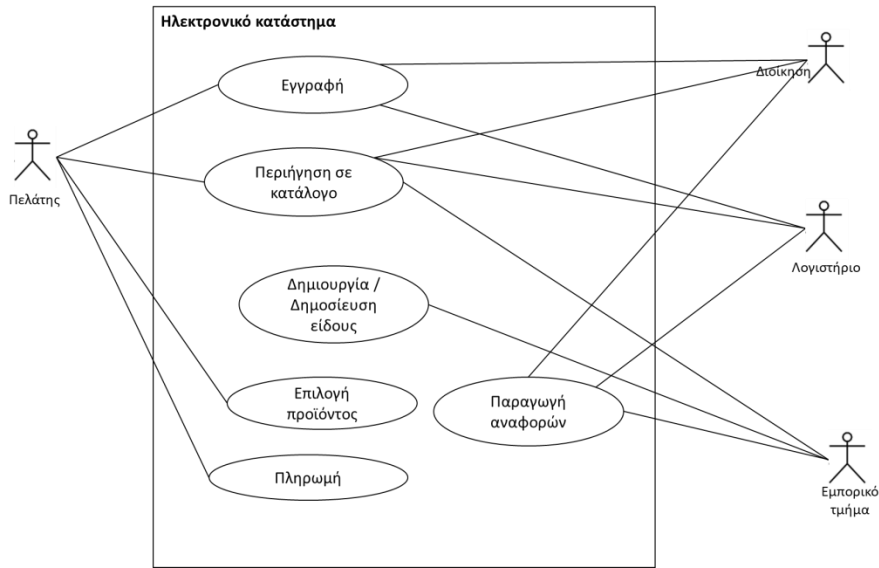 Ηλεκτρονικό κατάστημα
Εγγραφή
Διοίκηση
Περιήγηση σε
κατάλογο
Πελάτης
Λογιστήριο
Δημιουργία /
Δημοσίευση
είδους
Επιλογή
προϊόντος
Παραγωγή
αναφορών
Πληρωμή
Εμπορικό
τμήμα